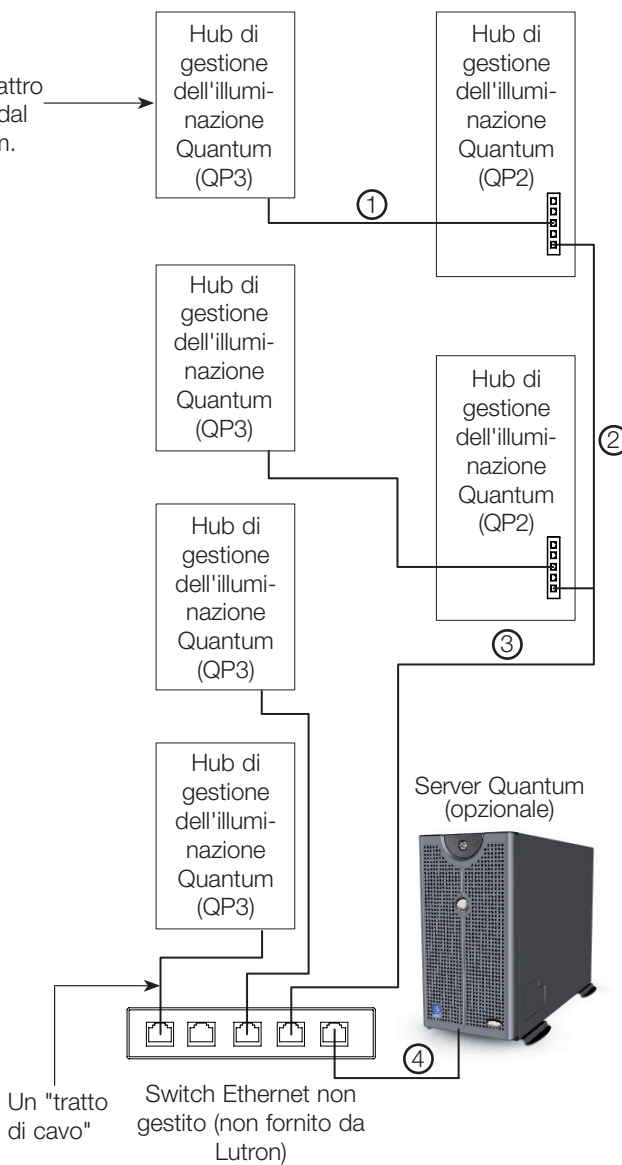 Hub di
gestione
dell'illumi-
nazione
Quantum
(QP3)
Hub di
gestione
dell'illumi-
nazione
Quantum
(QP2)
attro
dal
m.
1
Hub di
gestione
dell'illumi-
nazione
Quantum
(QP3)
Hub di
gestione
dell'illumi-
nazione
Quantum
(QP2)
2
Hub di
gestione
dell'illumi-
nazione
Quantum
(QP3)
3
Hub di
gestione
dell'illumi-
nazione
Quantum
(QP3)
Server Quantum
(opzionale)
4
Un "tratto
di cavo"
Switch Ethernet non
gestito (non fornito da
Lutron)